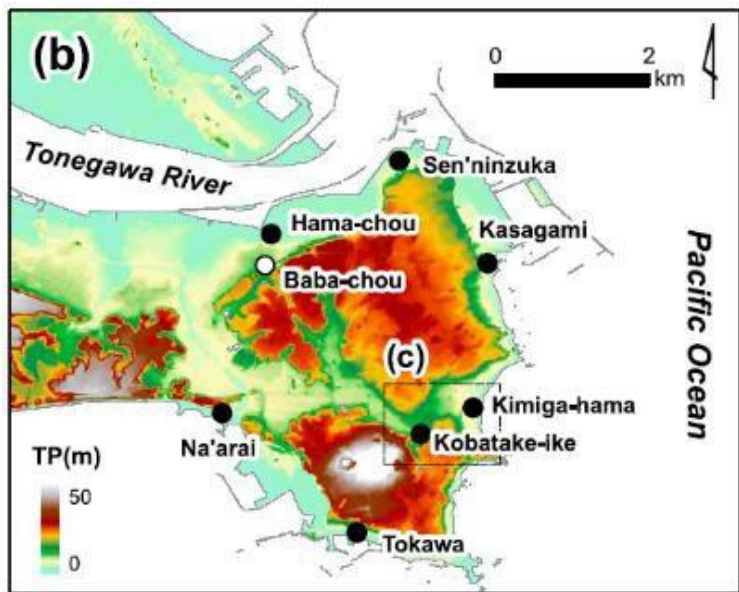 (b)
0 2
km
Tonegawa River
Sen'ninzuka
Hama-chou
Kasagami
Baba-chou
Pacific Ocean
(c)
Kimiga-hama
Na'arai
Kobatake-ike
TP(m)
50
0
Tokawa